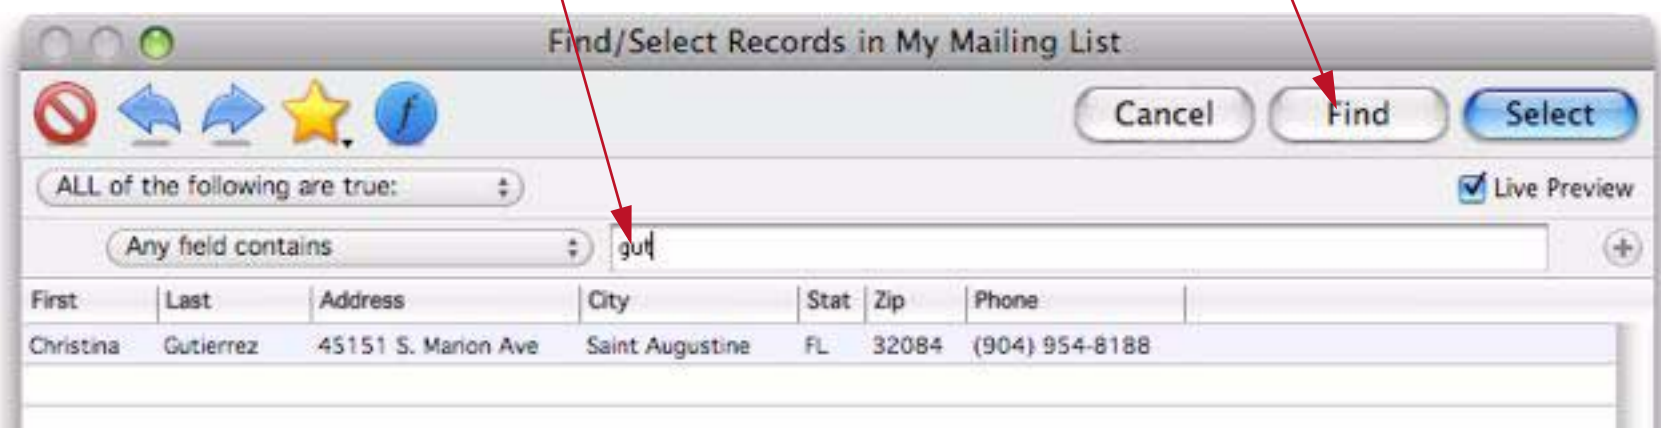 Find/Select Records in My Mailing List
f Cancel Find Select
ALL of the following are true: Live Preview
Any field contains gut
First Last Address City Stat Zip Phone
Christina Gutierrez 45151 S. Marion Ave Saint Augustine FL 32084 (904) 954-8188